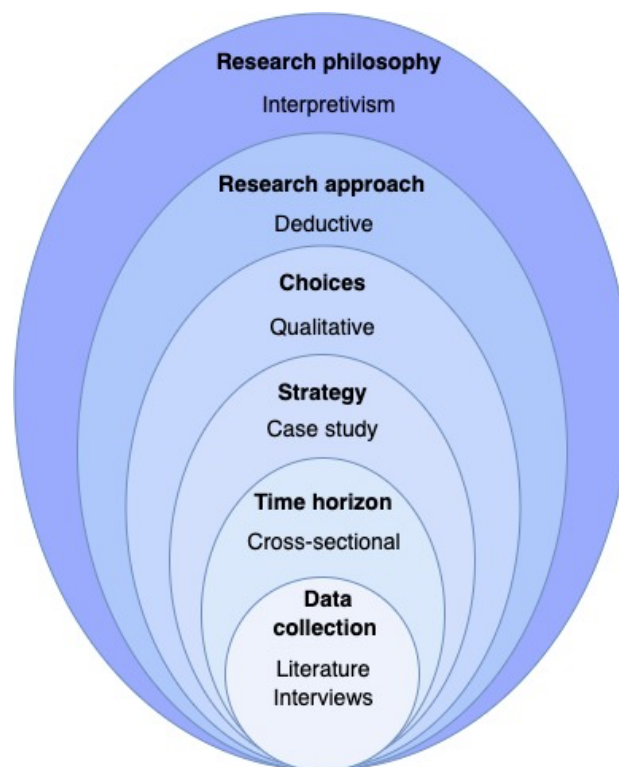 Research philosophy
Interpretivism
Research approach
Deductive
Choices
Qualitative
Strategy
Case study
Time horizon
Cross-sectional
Data
collection
Literature
Interviews